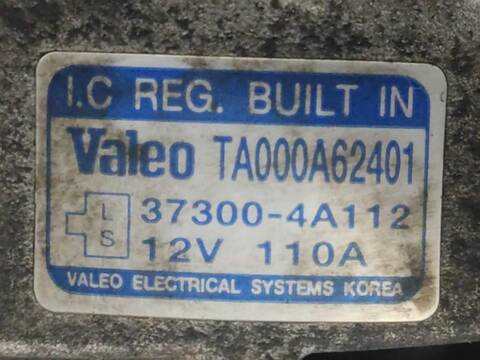 I.C REG. BUILT IN
Valeo TA000A62401
L 37300-4A112
S 12V 110A
VALEO ELECTRICAL SYSTEMS KOREA